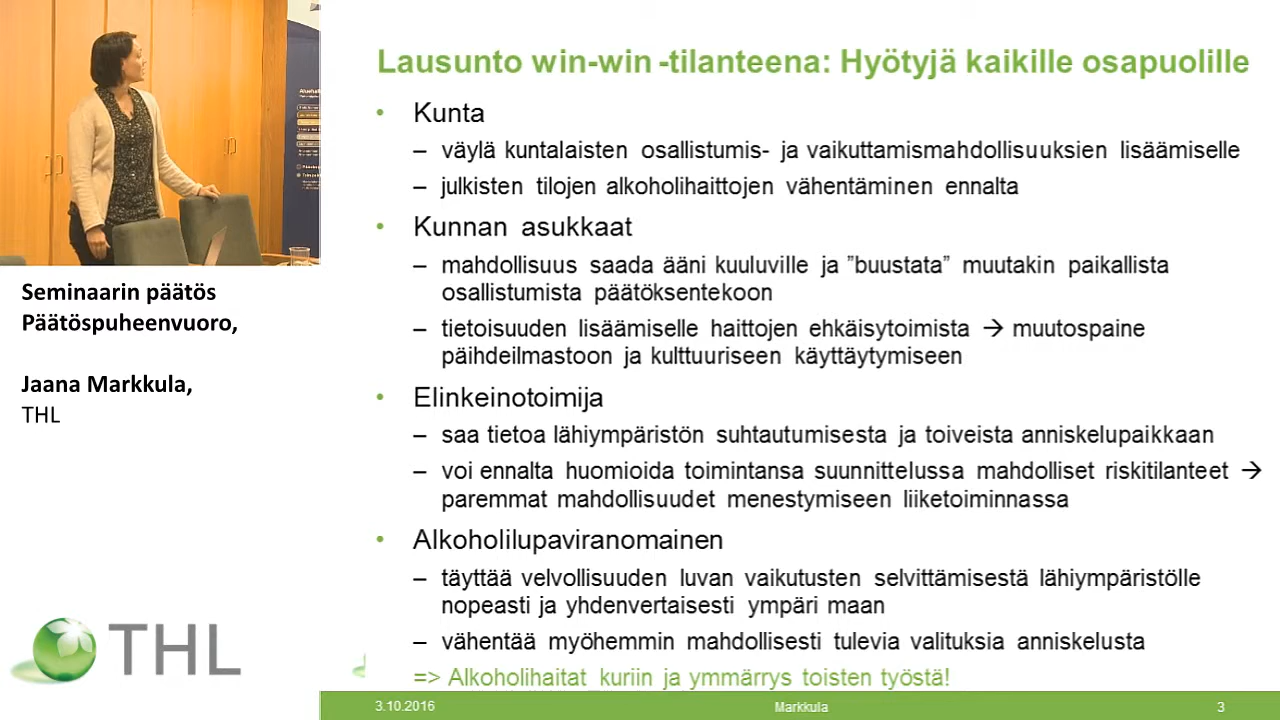 Lausunto win-win -tilanteena: Hyötyjä kaikille osapuolille
• Kunta
– väylä kuntalaisten osallistumis- ja vaikuttamismahdollisuuksien lisäämiselle
– julkisten tilojen alkoholihaittojen vähentäminen ennalta
• Kunnan asukkaat
– mahdollisuus saada ääni kuuluville ja ”buustata” muutakin paikallista
osallistumista päätöksentekoon
– tietoisuuden lisäämiselle haittojen ehkäisytoimista → muutospaine
päihdeilmastoon ja kulttuuriseen käyttäytymiseen
• Elinkeinotoimija
– saa tietoa lähiympäristön suhtautumisesta ja toiveista anniskelupaikkaan
– voi ennalta huomioida toimintansa suunnittelussa mahdolliset riskitilanteet →
paremmat mahdollisuudet menestymiseen liiketoiminnassa
• Alkoholilupaviranomainen
– täyttää velvollisuuden luvan vaikutusten selvittämisestä lähiympäristölle
nopeasti ja yhdenvertaisesti ympäri maan
– vähentää myöhemmin mahdollisesti tulevia valituksia anniskelusta
=> Alkoholihaitat kuriin ja ymmärrys toisten työstä!
3.10.2016
Markkula
3
Seminaarin päätös
Päätöspuheenvuoro,
Jaana Markkula,
THL
THL